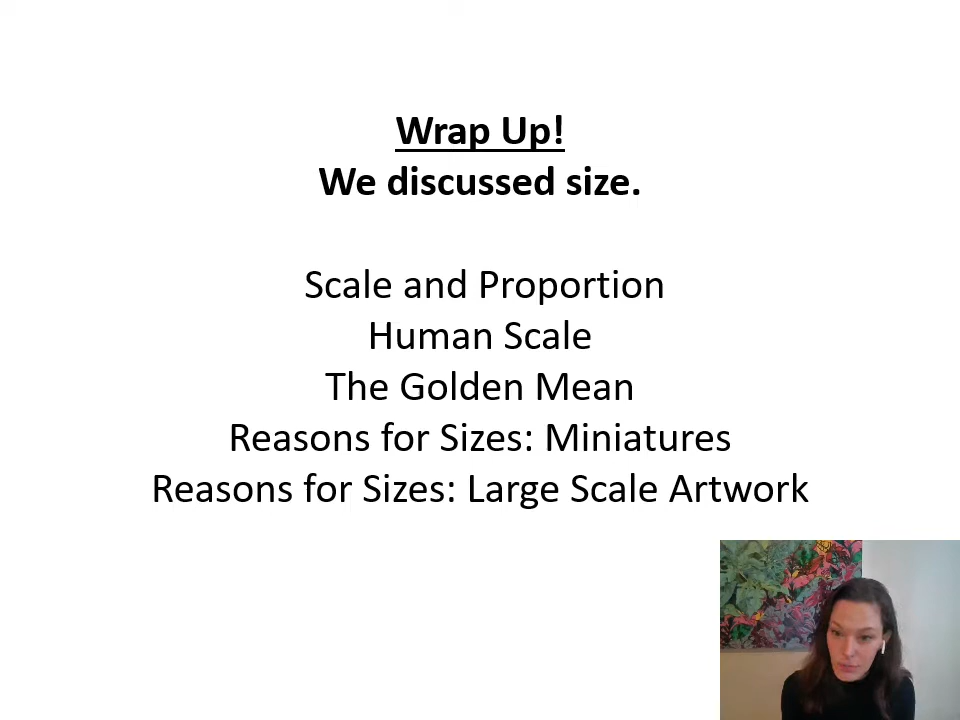 Wrap Up!
We discussed size.
Scale and Proportion
Human Scale
The Golden Mean
Reasons for Sizes: Miniatures
Reasons for Sizes: Large Scale Artwork